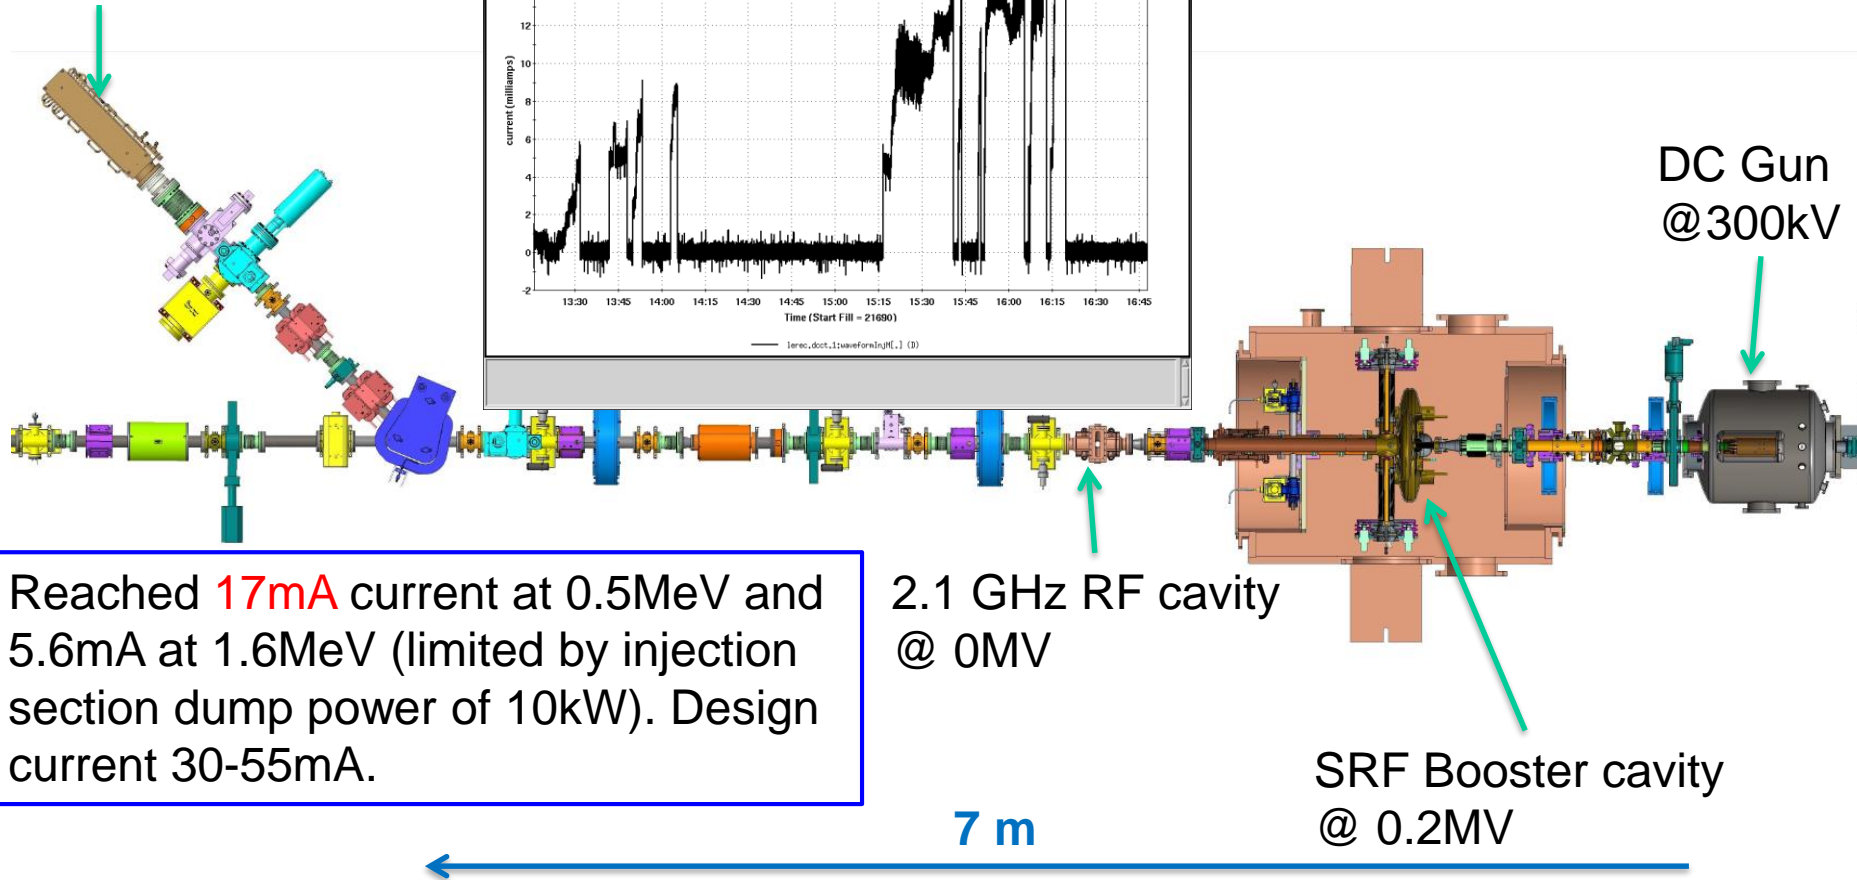 12
10
8
6
4
2
0
-2
current (milliamps)
13:30 13:45 14:00 14:15 14:30 14:45 15:00 15:15 15:30 15:45 16:00 16:15 16:30 16:45
Time (Start Fill = 21690)
lerec.dcct.1:waveformInjM[.] (D)
DC Gun
@300kV
Reached 17mA current at 0.5MeV and
5.6mA at 1.6MeV (limited by injection
section dump power of 10kW). Design
current 30-55mA.
2.1 GHz RF cavity
@ 0MV
SRF Booster cavity
@ 0.2MV
7 m